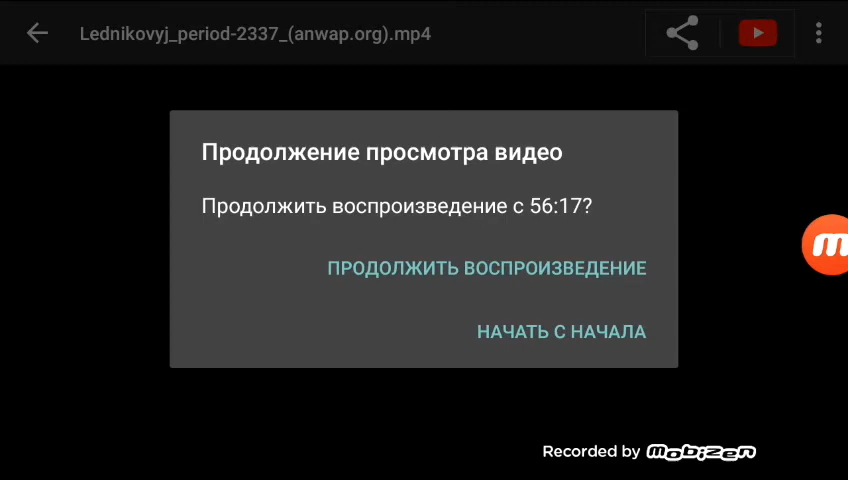 Lednikovyj_period-2337_(anwap.org).mp4
Продолжение просмотра видео
Продолжить воспроизведение с 56:17?
ПРОДОЛЖИТЬ ВОСПРОИЗВЕДЕНИЕ
НАЧАТЬ С НАЧАЛА
m
Recorded by mobizen